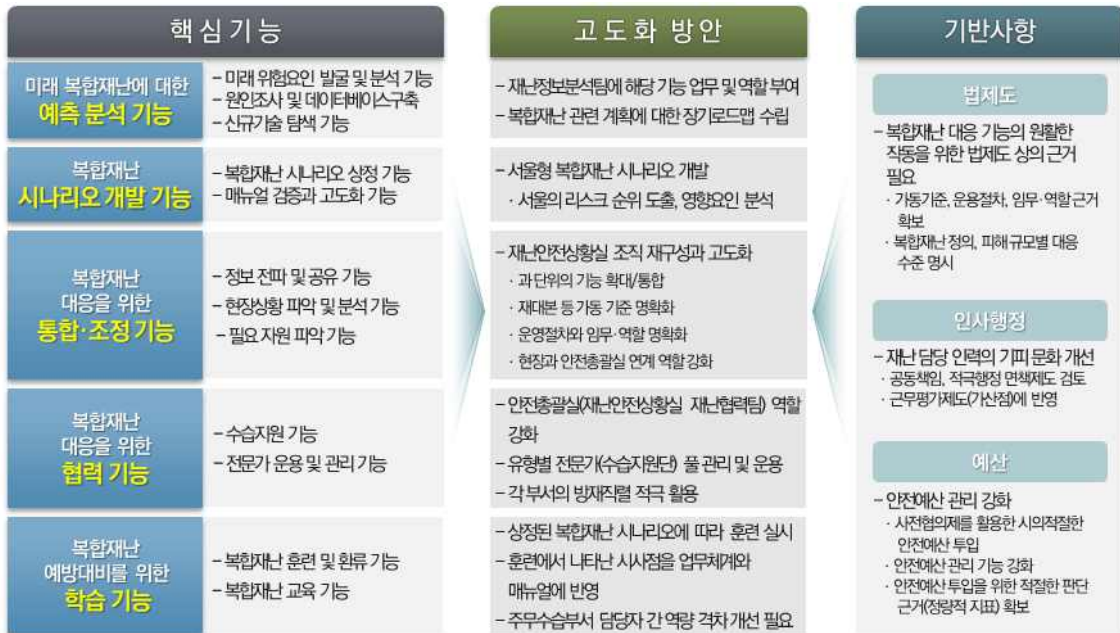 핵심기능
미래 복합재난에 대한
예측 분석 기능
- 미래 위험요인 발굴 및 분석 기능
- 원인조사 및 데이터베이스구축
- 신규기술 탐색 기능
복합재난
시나리오 개발 기능
- 복합재난 시나리오 상정 기능
- 매뉴얼 검증과 고도화 기능
복합재난
대응을 위한
통합·조정 기능
- 정보 전파 및 공유 기능
- 현장상황 파악 및 분석 기능
- 필요 자원 파악 기능
복합재난
대응을 위한
협력 기능
- 수습지원 기능
- 전문가 운용 및 관리 기능
복합재난
예방대비를 위한
학습 기능
- 복합재난 훈련 및 환류 기능
- 복합재난 교육 기능
고도화 방안
- 재난정보분석팀에 해당 기능 업무 및 역할 부여
- 복합재난 관련 계획에 대한 장기로드맵 수립
- 서울형 복합재난 시나리오 개발
· 서울의 리스크 순위 도출, 영향요인 분석
- 재난안전상황실 조직 재구성과 고도화
· 과 단위의 기능 확대/통합
· 재대본 등 가동 기준 명확화
· 운영절차와 임무·역할 명확화
· 현장과 안전총괄실 연계 역할 강화
- 안전총괄실(재난안전상황실 재난협력팀) 역할
강화
- 유형별 전문가(수습지원단) 풀 관리 및 운용
- 각 부서의 방재직렬 적극 활용
- 상정된 복합재난 시나리오에 따라 훈련 실시
- 훈련에서 나타난 시사점을 업무체계와
매뉴얼에 반영
- 주무수습부서 담당자 간 역량 격차 개선 필요
기반사항
법제도
- 복합재난 대응 기능의 원활한
작동을 위한 법제도 상의 근거
필요
· 가동기준, 운용절차, 임무·역할 근거
확보
· 복합재난 정의, 피해 규모별 대응
수준 명시
인사행정
- 재난 담당 인력의 기피 문화 개선
· 공동책임, 적극행정 면책제도 검토
· 근무평가제도(가산점)에 반영
예산
- 안전예산 관리 강화
· 사전협의제를 활용한 시의적절한
안전예산 투입
· 안전예산 관리 기능 강화
· 안전예산 투입을 위한 적절한 판단
근거(정량적 지표) 확보